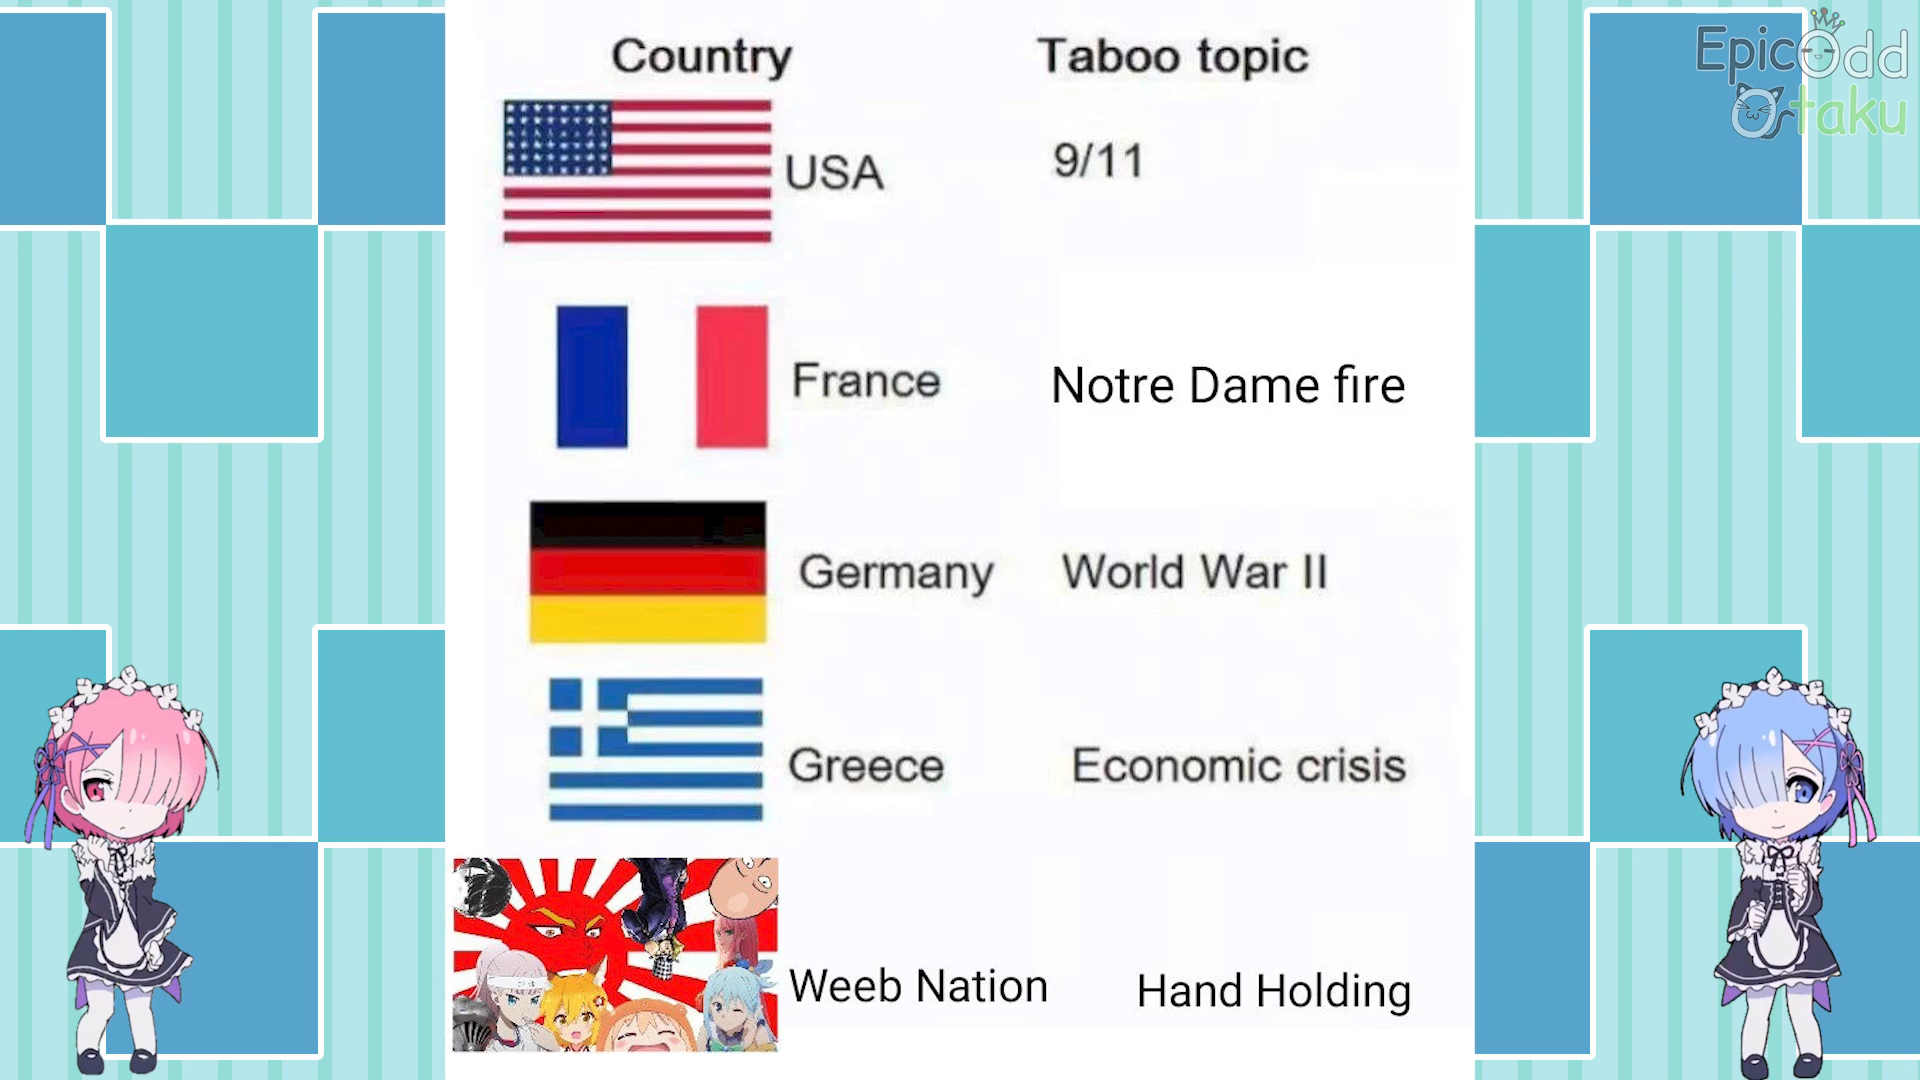 Country Taboo topic
USA 9/11
France Notre Dame fire
Germany World War II
Greece Economic crisis
Weeb Nation Hand Holding
EpicOdd
Otaku